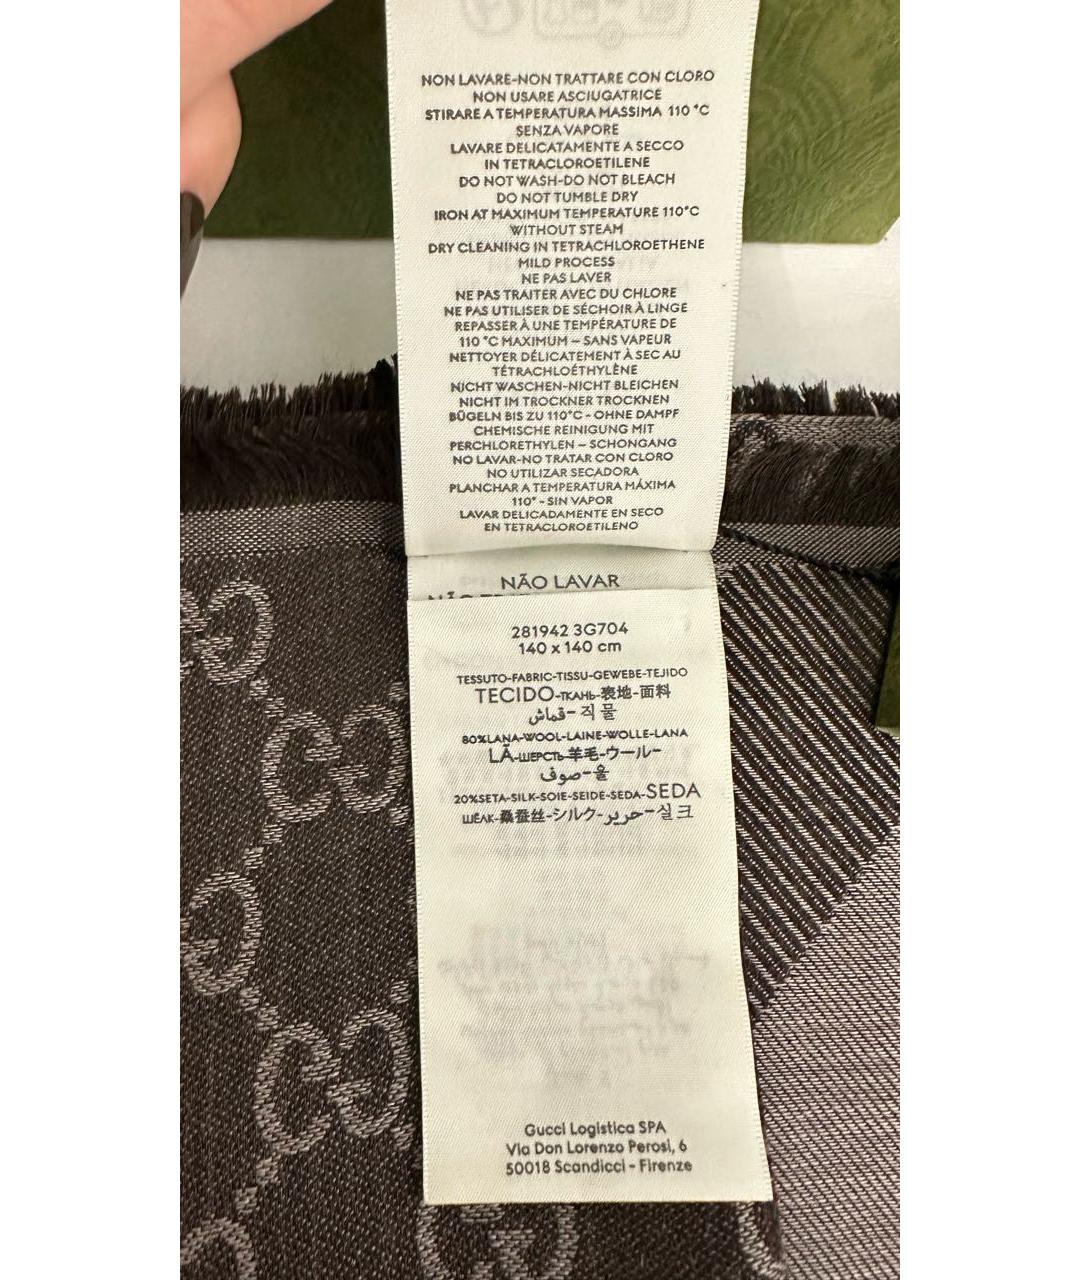 NON LAVARE-NON TRATTARE CON CLORO
NON USARE ASCIUGATRICE
STIRARE A TEMPERATURA MASSIMA 110 °C
SENZA VAPORE
LAVARE DELICATAMENTE A SECCO
IN TETRACLOROETILENE
DO NOT WASH-DO NOT BLEACH
DO NOT TUMBLE DRY
IRON AT MAXIMUM TEMPERATURE 110°C
WITHOUT STEAM
DRY CLEANING IN TETRACHLOROETHENE
MILD PROCESS
NE PAS LAVER
NE PAS TRAITER AVEC DU CHLORE
NE PAS UTILISER DE SÉCHOIR À LINGE
REPASSER À UNE TEMPÉRATURE DE
110 °C MAXIMUM – SANS VAPEUR
NETTOYER DÉLICATEMENT À SEC AU
TÉTRACHLOÉTHYLÈNE
NICHT WASCHEN-NICHT BLEICHEN
NICHT IM TROCKNER TROCKNEN
BÜGELN BIS ZU 110°C - OHNE DAMPF
CHEMISCHE REINIGUNG MIT
PERCHLORETHYLEN – SCHONGANG
NO LAVAR-NO TRATAR CON CLORO
NO UTILIZAR SECADORA
PLANCHAR A TEMPERATURA MÁXIMA
110° - SIN VAPOR
LAVAR DELICADAMENTE EN SECO
EN TETRACLOROETILENO
NÃO LAVAR
281942 3G704
140 x 140 cm
TESSUTO-FABRIC-TISSU-GEWEBE-TEJIDO
TECIDO-ТКАНЬ-表地-面料
قماش-직물
80%LANA-WOOL-LAINE-WOLLE-LANA
LÃ-ШЕРСТЬ-羊毛-ウール-
صوف-울
20%SETA-SILK-SOIE-SEIDE-SEDA-SEDA
ШЁЛК-桑蚕丝-シルク-حرير-실크
Gucci Logistica SPA
Via Don Lorenzo Perosi, 6
50018 Scandicci - Firenze